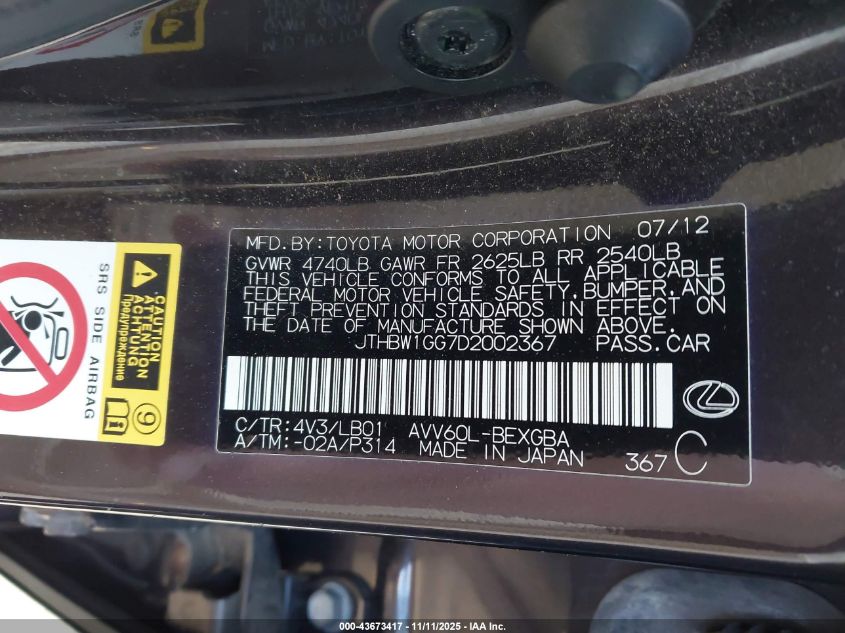 MFD. BY: TOYOTA MOTOR CORPORATION 07/12
GVWR 4740LB GAWR FR 2625LB RR 2540LB
THIS VEHICLE CONFORMS TO ALL APPLICABLE
FEDERAL MOTOR VEHICLE SAFETY, BUMPER, AND
THEFT PREVENTION STANDARDS IN EFFECT ON
THE DATE OF MANUFACTURE SHOWN ABOVE.
JTHBW1GG7D2002367 PASS. CAR
C/TR: 4V3/LB01 AVV60L-BEXGBA
A/TM: -02A/P314 MADE IN JAPAN 367 C
SRS SIDE AIRBAG
CAUTION
ATTENTION
ACHTUNG
Предупреждение
9
000-43673417 - 11/11/2025 - IAA Inc.